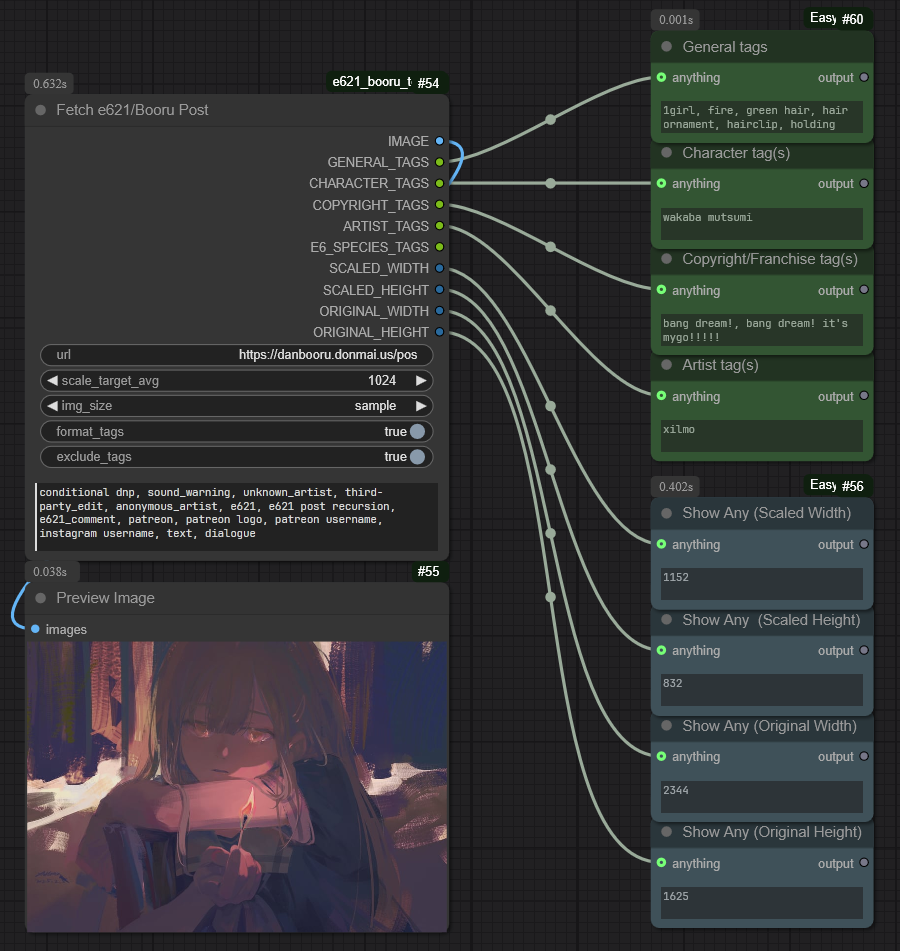 0.632s
e621_booru_t #54
Fetch e621/Booru Post
IMAGE
GENERAL_TAGS
CHARACTER_TAGS
COPYRIGHT_TAGS
ARTIST_TAGS
E6_SPECIES_TAGS
SCALED_WIDTH
SCALED_HEIGHT
ORIGINAL_WIDTH
ORIGINAL_HEIGHT
url https://danbooru.donmai.us/pos
scale_target_avg 1024
img_size sample
format_tags true
exclude_tags true
conditional dnp, sound_warning, unknown_artist, third-
party_edit, anonymous_artist, e621, e621 post recursion,
e621_comment, patreon, patreon logo, patreon username,
instagram username, text, dialogue
0.038s
#55
Preview Image
images
0.001s
Easy #60
General tags
anything output
1girl, fire, green hair, hair
ornament, hairclip, holding
Character tag(s)
anything output
wakaba mutsumi
Copyright/Franchise tag(s)
anything output
bang dream!, bang dream! it's
mygo!!!!!
Artist tag(s)
anything output
xilmo
0.402s
Easy #56
Show Any (Scaled Width)
anything output
1152
Show Any (Scaled Height)
anything output
832
Show Any (Original Width)
anything output
2344
Show Any (Original Height)
anything output
1625